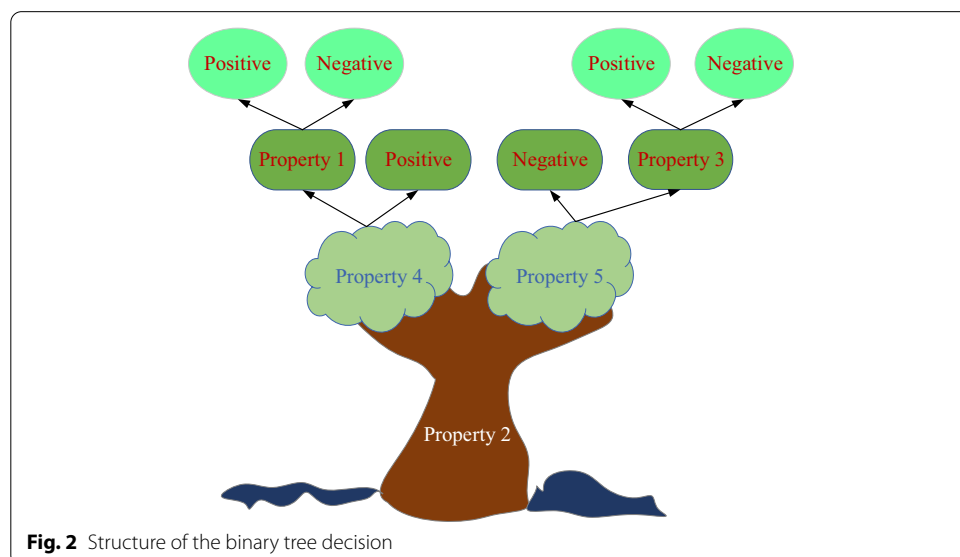 Positive Negative Positive Negative
Property 1 Positive Negative Property 3
Property 4 Property 5
Property 2
Fig. 2 Structure of the binary tree decision